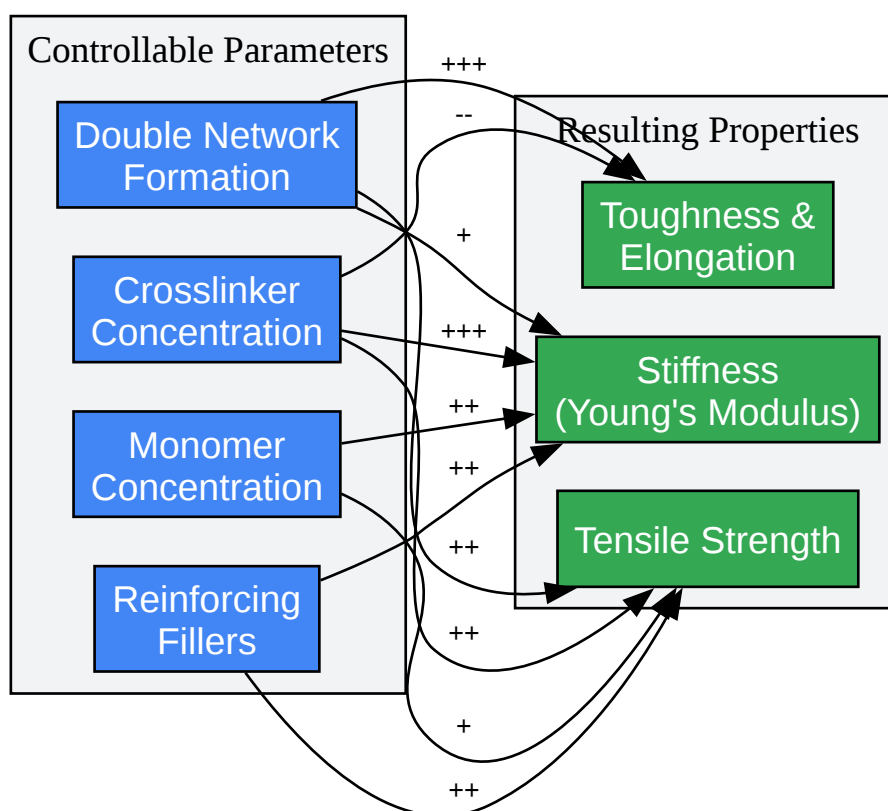 Controllable Parameters
Double Network
Formation
Crosslinker
Concentration
Monomer
Concentration
Reinforcing
Fillers
+++
--
+
+++
++
++
++
++
+
++
Resulting Properties
Toughness &
Elongation
Stiffness
(Young's Modulus)
Tensile Strength